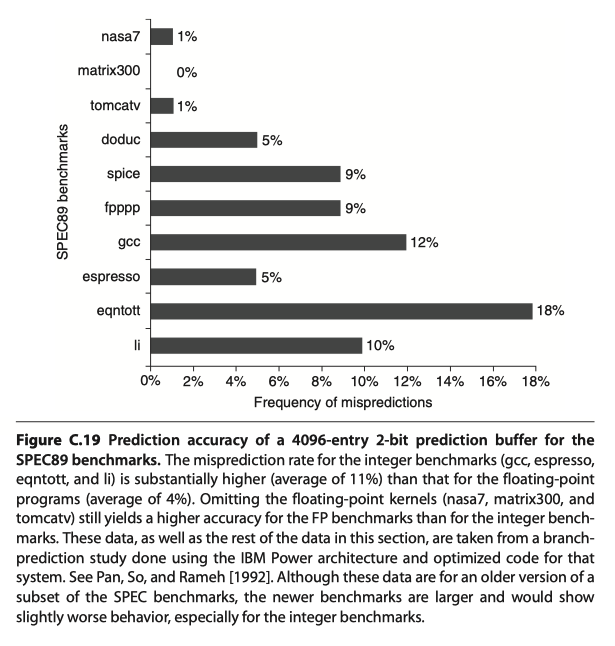 nasa7
1%
matrix300
0%
tomcatv
1%
doduc
5%
spice
9%
fpppp
9%
gcc
12%
espresso
5%
eqntott
18%
li
10%
SPEC89 benchmarks
0% 2% 4% 6% 8% 10% 12% 14% 16% 18%
Frequency of mispredictions
Figure C.19 Prediction accuracy of a 4096-entry 2-bit prediction buffer for the
SPEC89 benchmarks. The misprediction rate for the integer benchmarks (gcc, espresso,
eqntott, and li) is substantially higher (average of 11%) than that for the floating-point
programs (average of 4%). Omitting the floating-point kernels (nasa7, matrix300, and
tomcatv) still yields a higher accuracy for the FP benchmarks than for the integer bench-
marks. These data, as well as the rest of the data in this section, are taken from a branch-
prediction study done using the IBM Power architecture and optimized code for that
system. See Pan, So, and Rameh [1992]. Although these data are for an older version of a
subset of the SPEC benchmarks, the newer benchmarks are larger and would show
slightly worse behavior, especially for the integer benchmarks.